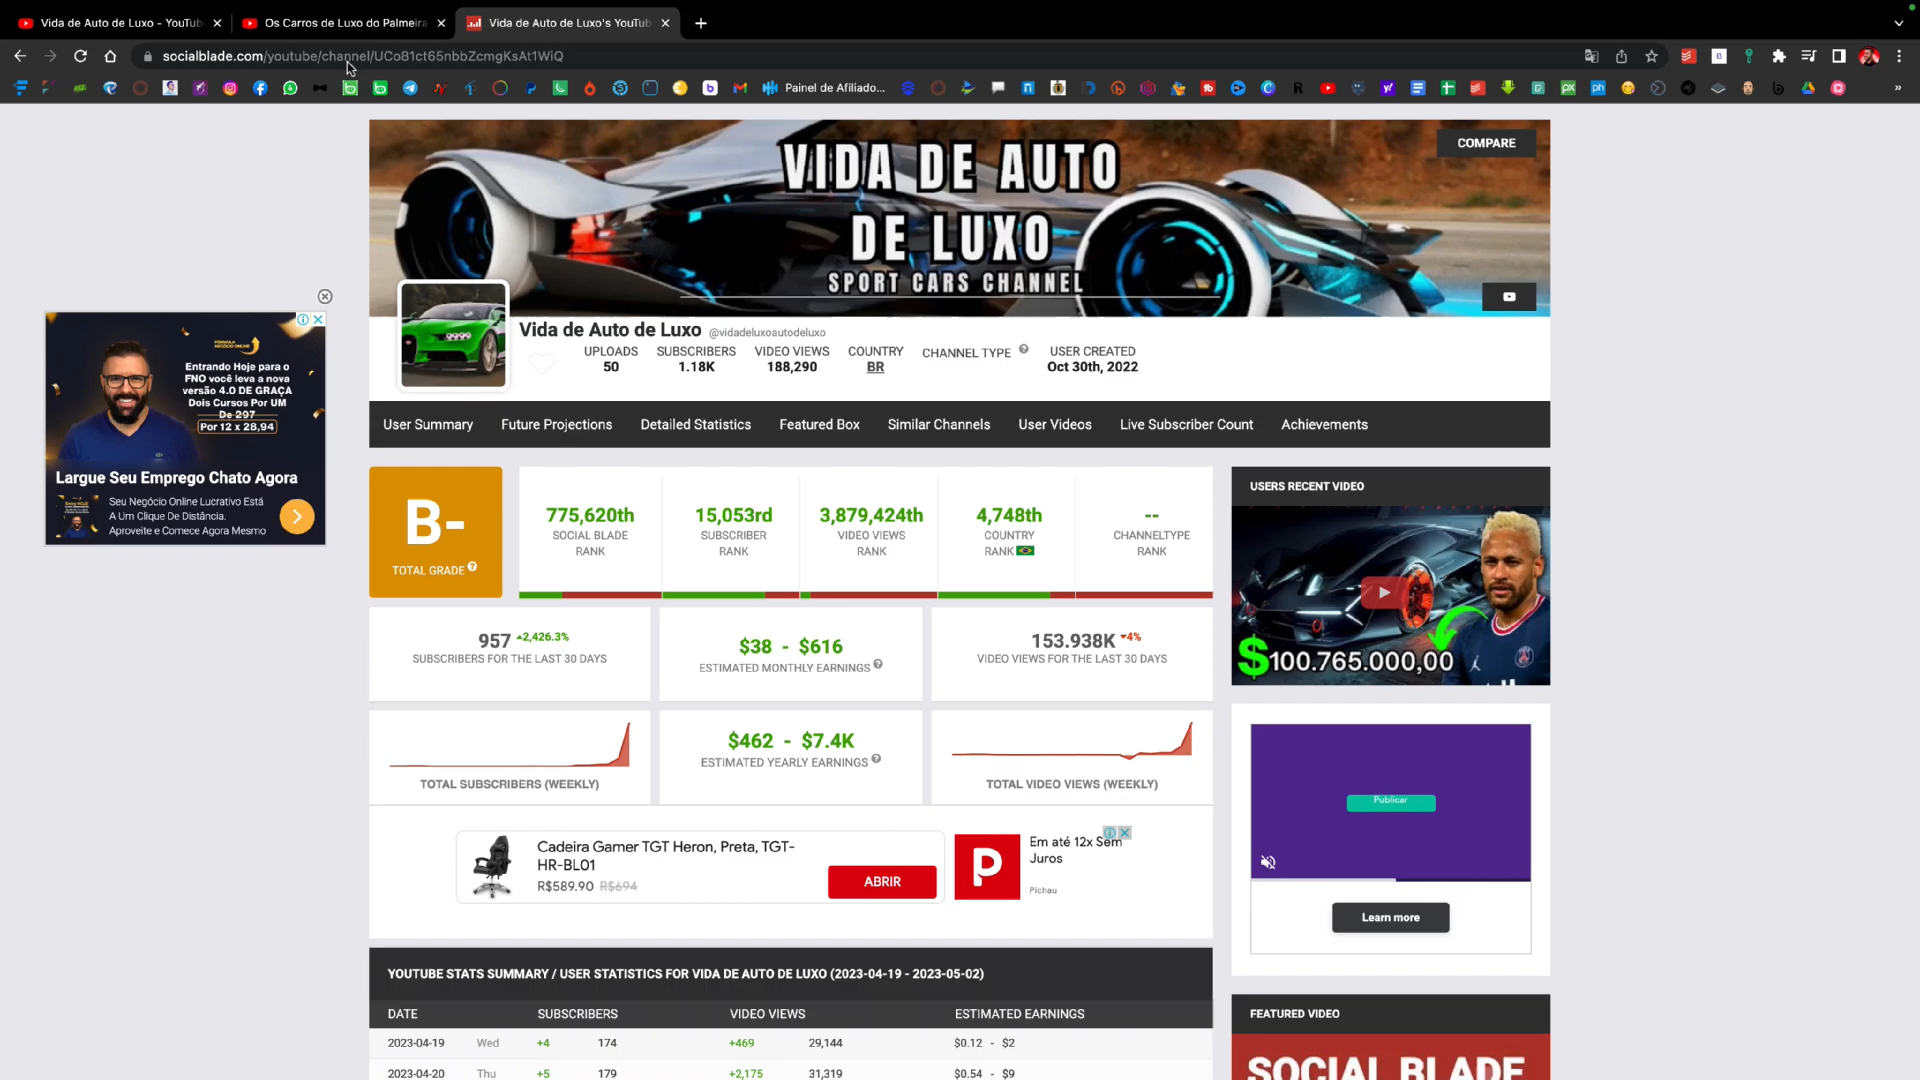 Vida de Auto de Luxo - YouTube
Os Carros de Luxo do Palmeira
Vida de Auto de Luxo's YouTub
socialblade.com/youtube/channel/UCo81ct65nbbZcmgKsAt1WiQ
Painel de Afiliado...
VIDA DE AUTO
DE LUXO
SPORT CARS CHANNEL
COMPARE
Vida de Auto de Luxo @vidadeluxoautodeluxo
UPLOADS SUBSCRIBERS VIDEO VIEWS COUNTRY CHANNEL TYPE USER CREATED
50 1.18K 188,290 BR Oct 30th, 2022
User Summary Future Projections Detailed Statistics Featured Box Similar Channels User Videos Live Subscriber Count Achievements
FÓRMULA
NEGÓCIO ONLINE
Entrando Hoje para o
FNO você leva a nova
versão 4.0 DE GRAÇA
Dois Cursos Por UM
De 297
Por 12 x 28,94
Largue Seu Emprego Chato Agora
Seu Negócio Online Lucrativo Está
A Um Clique De Distância.
Aproveite e Comece Agora Mesmo
B-
TOTAL GRADE
775,620th 15,053rd 3,879,424th 4,748th --
SOCIAL BLADE SUBSCRIBER VIDEO VIEWS COUNTRY CHANNELTYPE
RANK RANK RANK RANK RANK
957 2,426.3%
SUBSCRIBERS FOR THE LAST 30 DAYS
$38 - $616
ESTIMATED MONTHLY EARNINGS
153.938K 4%
VIDEO VIEWS FOR THE LAST 30 DAYS
TOTAL SUBSCRIBERS (WEEKLY)
$462 - $7.4K
ESTIMATED YEARLY EARNINGS
TOTAL VIDEO VIEWS (WEEKLY)
USERS RECENT VIDEO
$100.765.000,00
Publicar
Learn more
Cadeira Gamer TGT Heron, Preta, TGT-
HR-BL01
R$589.90 R$694
ABRIR
P
Em até 12x Sem
Juros
Pichau
YOUTUBE STATS SUMMARY / USER STATISTICS FOR VIDA DE AUTO DE LUXO (2023-04-19 - 2023-05-02)
DATE SUBSCRIBERS VIDEO VIEWS ESTIMATED EARNINGS
2023-04-19 Wed +4 174 +469 29,144 $0.12 - $2
2023-04-20 Thu +5 179 +2,175 31,319 $0.54 - $9
FEATURED VIDEO
SOCIAL BLADE